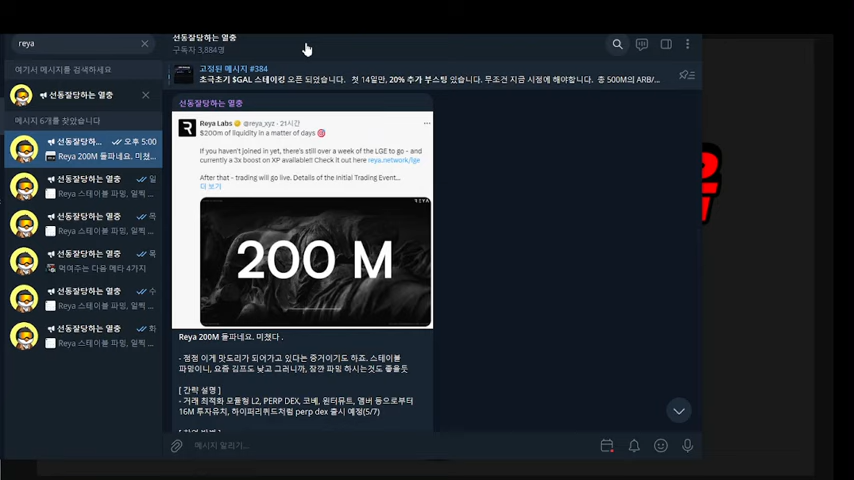 reya
선동잘당하는 열중
구독자 3,884명
여기서 메시지를 검색하세요
고정된 메시지 #384
초극초기 $GAL 스테이킹 오픈 되었습니다. 첫 14일만, 20% 추가 부스팅 있습니다. 무조건 지금 시정에 해야합니다. 총 500M의 ARB/...
선동잘당하는 열중
메시지 6개를 찾았습니다
선동잘당하... 오후 5:00
Reya 200M 돌파네요. 미쳤...
선동잘당하는 열중 일
Reya 스테이블 파밍, 일찍 ...
선동잘당하는 열중 목
Reya 스테이블 파밍, 일찍 ...
선동잘당하는 열중 목
먹여주는 다음 메타 4가지
선동잘당하는 열중 수
Reya 스테이블 파밍, 일찍 ...
선동잘당하는 열중 화
Reya 스테이블 파밍, 일찍 ...
선동잘당하는 열중
Reya Labs @reya_xyz · 21시간
$200m of liquidity in a matter of days
If you haven't joined in yet, there's still over a week of the LGE to go - and
currently a 3x boost on XP available!! Check it out here reya.network/lge
After that - trading will go live. Details of the Initial Trading Event...
더 보기
REYA
200 M
Reya 200M 돌파네요. 미쳤다 .
- 점점 이게 맛도리가 되어가고 있다는 증거이기도 하죠. 스테이블
파밍이니, 요즘 김프도 낮고 그러니까, 잠깐 파밍 하시는것도 좋을듯
[ 간략 설명 ]
- 거래 최적화 모듈형 L2, PERP DEX, 코베, 윈터뮤트, 앰버 등으로부터
16M 투자유치, 하이퍼리퀴드처럼 perp dex 출시 예정(5/7)
메시지 알리기...